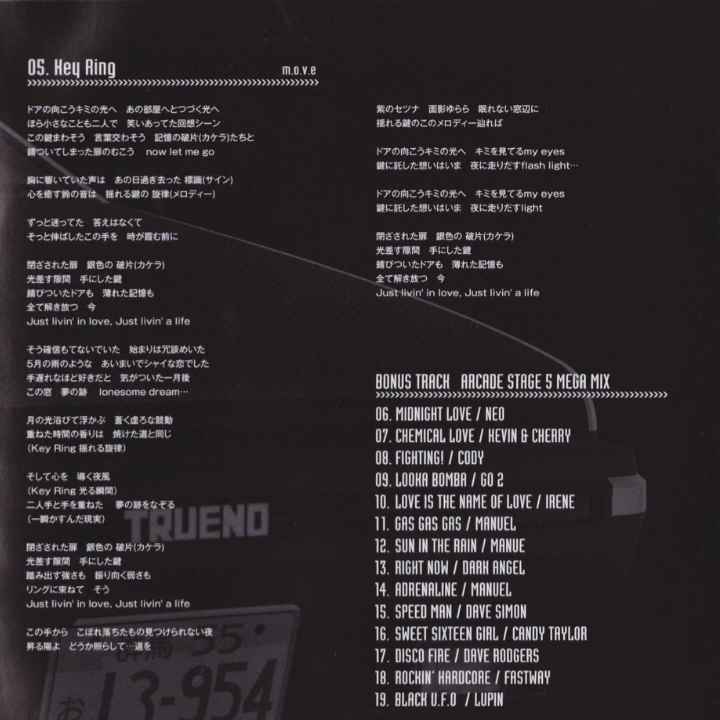 05. Key Ring
m.o.v.e
ドアの向こうキミの光へ　あの部屋へとつづく光へ
ほら小さなことも二人で　笑いあってた回想シーン
この鍵まわそう　言葉交わそう　記憶の破片(カケラ)たちと
錆ついてしまった扉のむこう　now let me go
胸に響いていた声は　あの日過ぎ去った 標識(サイン)
心を癒す鈴の音は　揺れる鍵の 旋律(メロディー)
ずっと迷ってた　答えはなくて
そっと伸ばしたこの手を　時が霞む前に
閉ざされた扉　銀色の 破片(カケラ)
光差す隙間　手にした鍵
錆びついたドアも　薄れた記憶も
全て解き放つ　今
Just livin' in love, Just livin' a life
そう確信もてないでいた　始まりは冗談めいた
5月の雨のような　あいまいでシャイな恋でした
手遅れなほど好きだと　気がついた一月後
この窓　夢の跡　lonesome dream…
月の光浴びて浮かぶ　蒼く虚ろな鼓動
重ねた時間の香りは　焼けた道と同じ
(Key Ring 揺れる旋律)
そして心を　導く夜風
(Key Ring 光る瞬間)
二人手と手を重ねた　夢の跡をなぞる
(一瞬かすんだ現実)
閉ざされた扉　銀色の 破片(カケラ)
光差す隙間　手にした鍵
踏み出す強さも　振り向く弱さも
リングに束ねて　そう
Just livin' in love, Just livin' a life
この手から　こぼれ落ちたもの見つけられない夜
昇る陽よ　どうか照らして…道を
紫のセツナ　面影ゆらら　眠れない窓辺に
揺れる鍵のこのメロディー辿れば
ドアの向こうキミの光へ　キミを見てるmy eyes
鍵に託した想いはいま　夜に走りだすflash light…
ドアの向こうキミの光へ　キミを見てるmy eyes
鍵に託した想いはいま　夜に走りだすlight
閉ざされた扉　銀色の 破片(カケラ)
光差す隙間　手にした鍵
錆びついたドアも　薄れた記憶も
全て解き放つ　今
Just livin' in love, Just livin' a life
BONUS TRACK ARCADE STAGE 5 MEGA MIX
06. MIDNIGHT LOVE / NEO
07. CHEMICAL LOVE / KEVIN & CHERRY
08. FIGHTING! / CODY
09. LOOKA BOMBA / GO 2
10. LOVE IS THE NAME OF LOVE / IRENE
11. GAS GAS GAS / MANUEL
12. SUN IN THE RAIN / MANUE
13. RIGHT NOW / DARK ANGEL
14. ADRENALINE / MANUEL
15. SPEED MAN / DAVE SIMON
16. SWEET SIXTEEN GIRL / CANDY TAYLOR
17. DISCO FIRE / DAVE RODGERS
18. ROCKIN' HARDCORE / FASTWAY
19. BLACK U.F.O / LUPIN
TRUENO
群馬 55
お 13-954